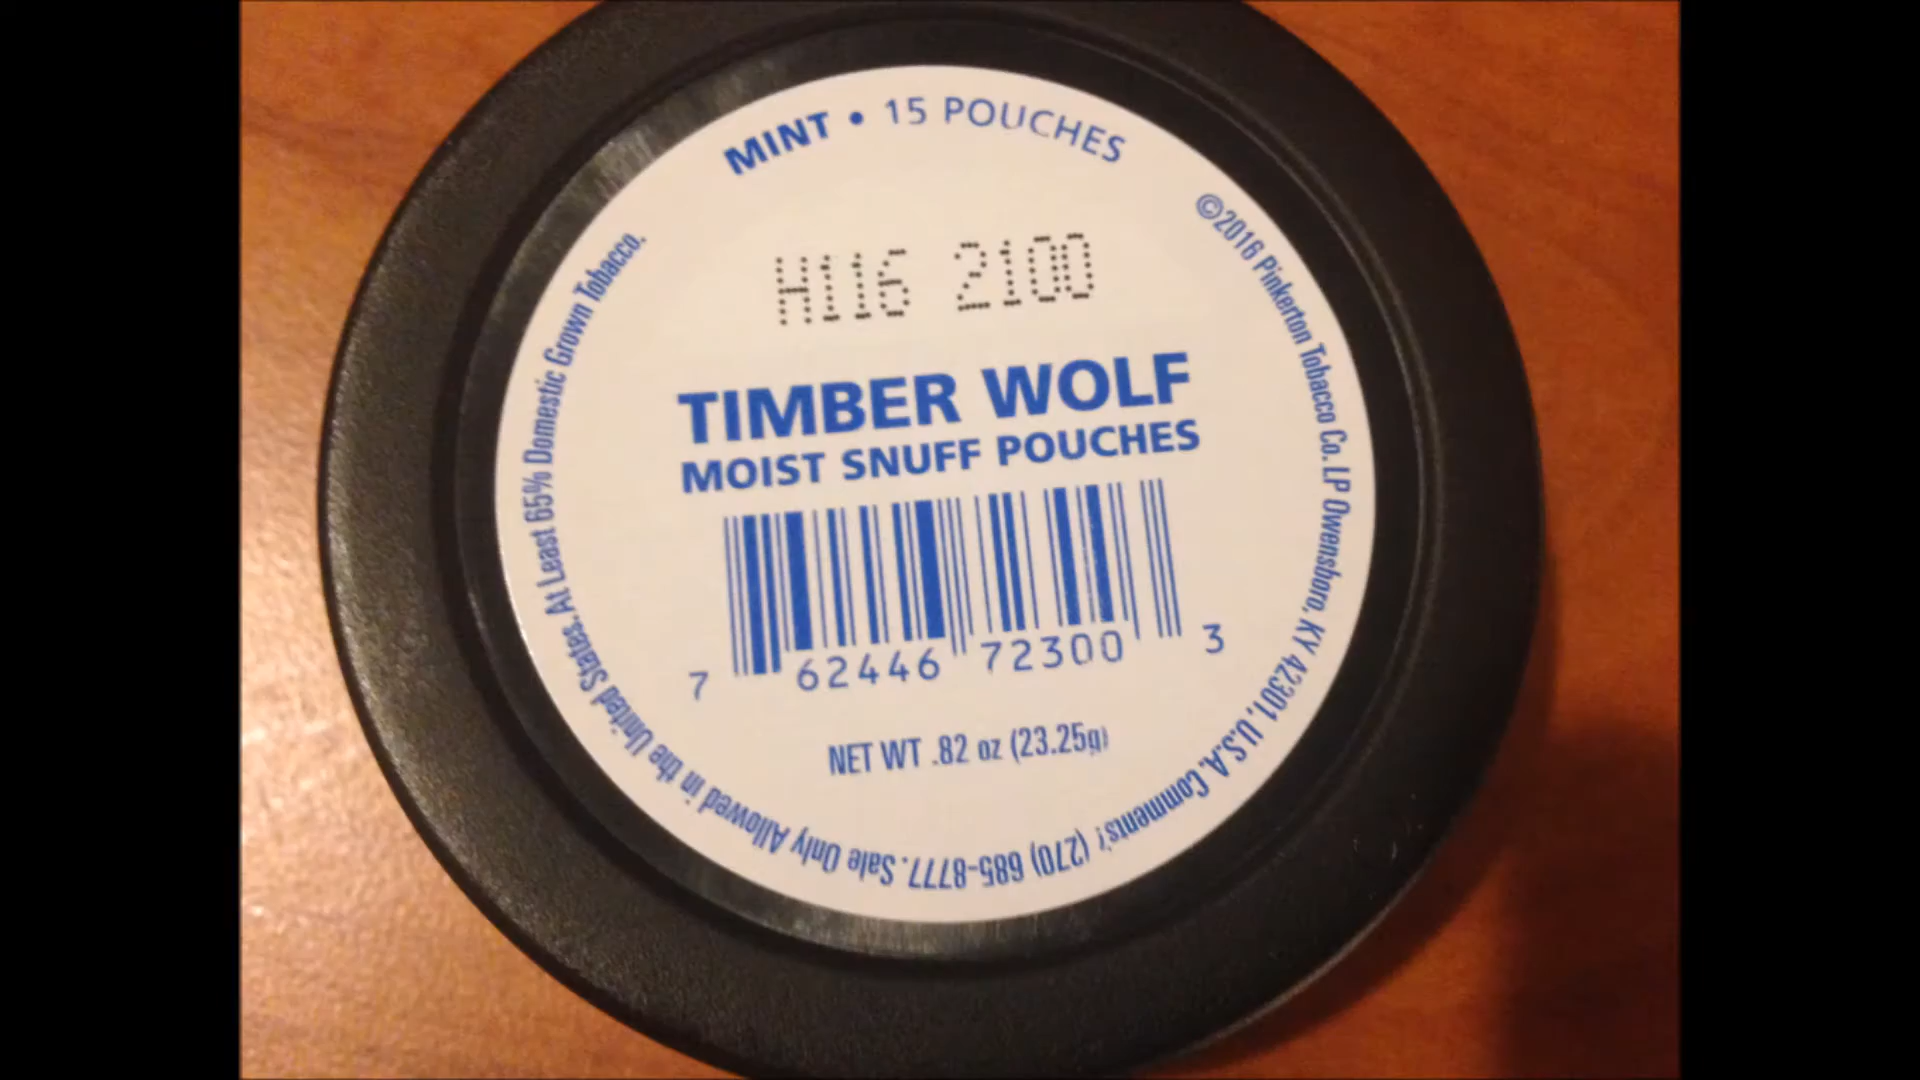 MINT • 15 POUCHES
H116 2100
TIMBER WOLF
MOIST SNUFF POUCHES
7 62446 72300 3
NET WT .82 oz (23.25g)
©2016 Pinkerton Tobacco Co. LP Owensboro, KY 42301, U.S.A. Comments? (270) 685-8777. Sale Only Allowed in the United States. At Least 65% Domestic Grown Tobacco.